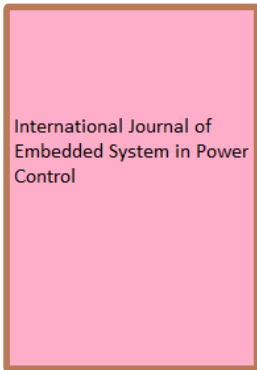 International Journal of
Embedded System in Power
Control